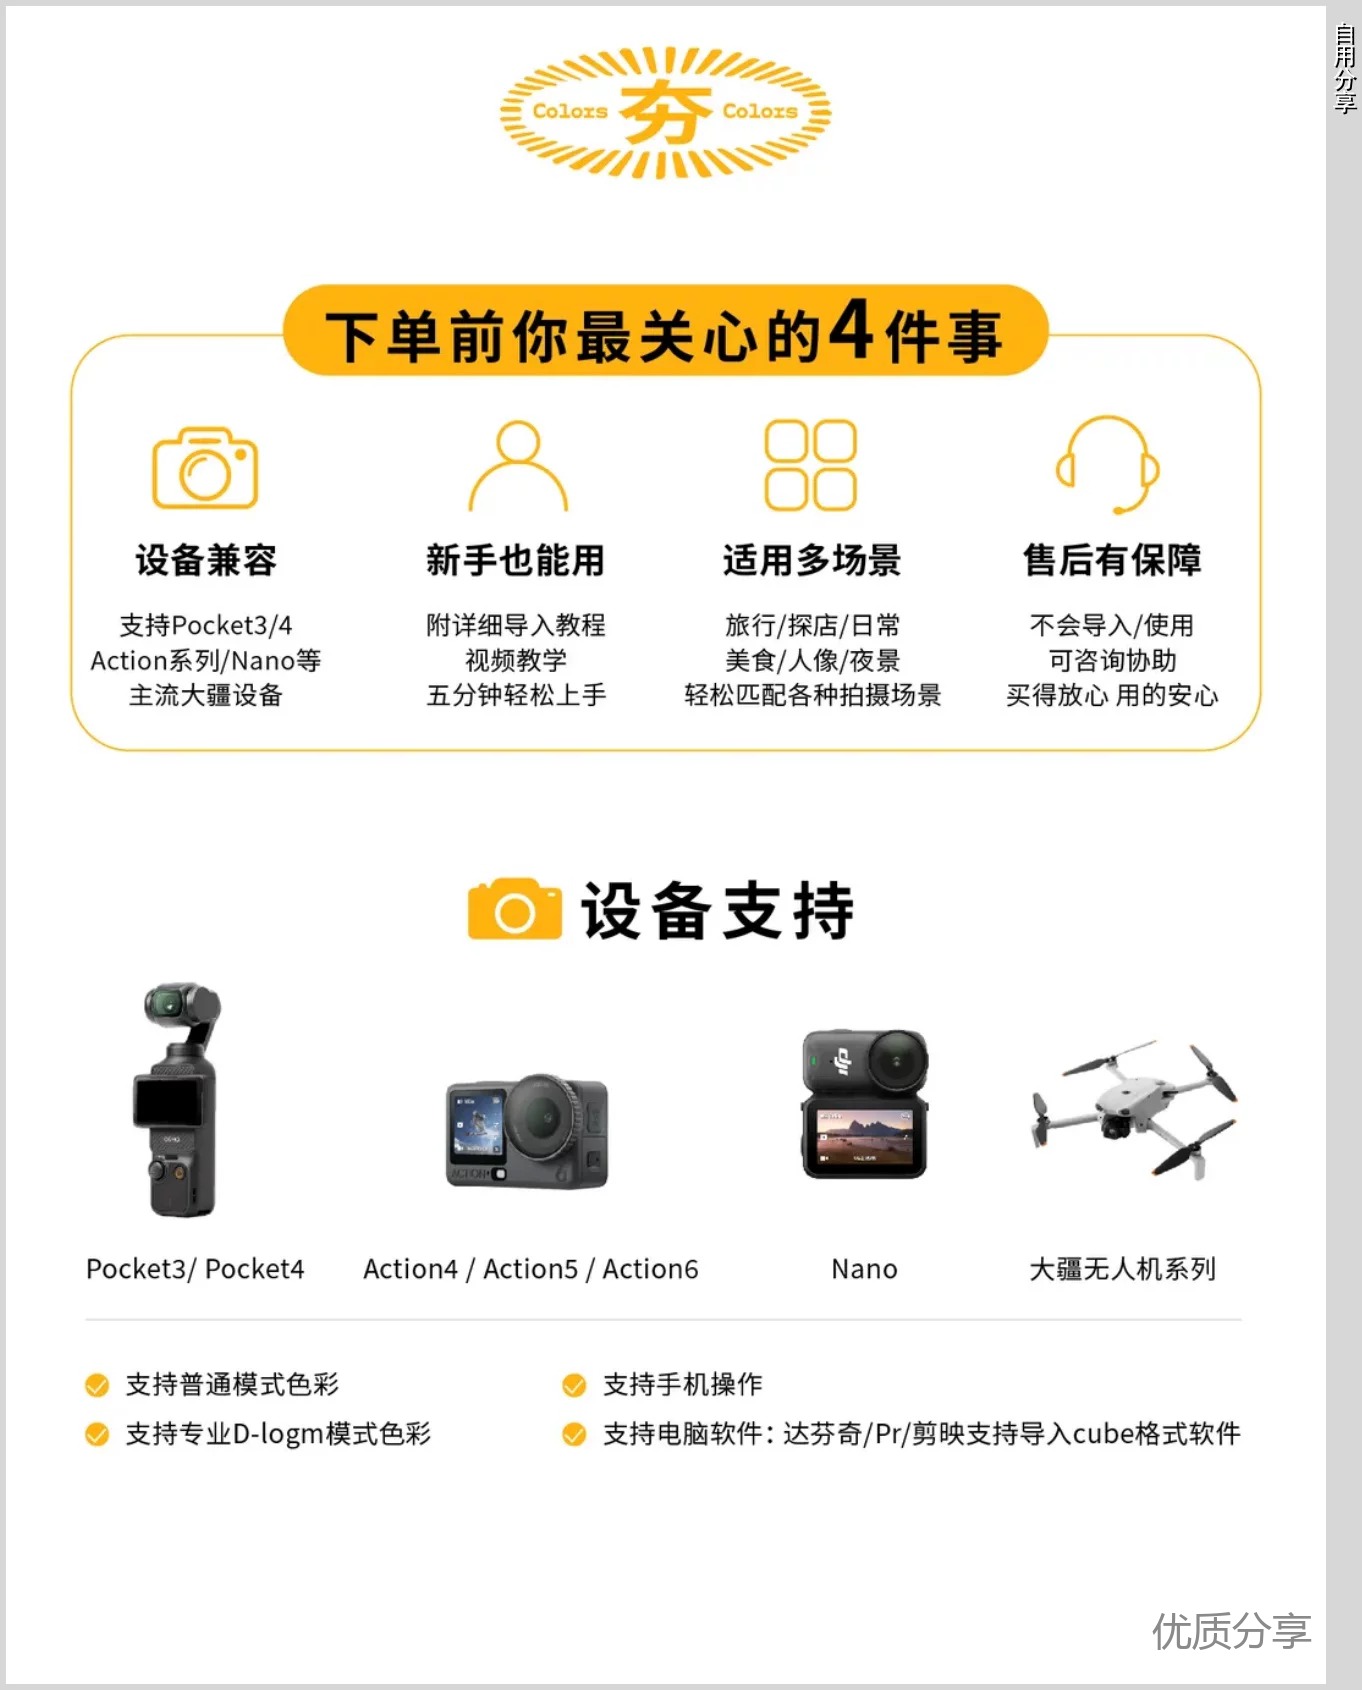 Colors 夯 Colors
自用分享
下单前你最关心的4件事
设备兼容
支持Pocket3/4
Action系列/Nano等
主流大疆设备
新手也能用
附详细导入教程
视频教学
五分钟轻松上手
适用多场景
旅行/探店/日常
美食/人像/夜景
轻松匹配各种拍摄场景
售后有保障
不会导入/使用
可咨询协助
买得放心 用的安心
设备支持
dji
ACTION
Pocket3/ Pocket4
Action4 / Action5 / Action6
Nano
大疆无人机系列
支持普通模式色彩
支持手机操作
支持专业D-logm模式色彩
支持电脑软件：达芬奇/Pr/剪映支持导入cube格式软件
优质分享